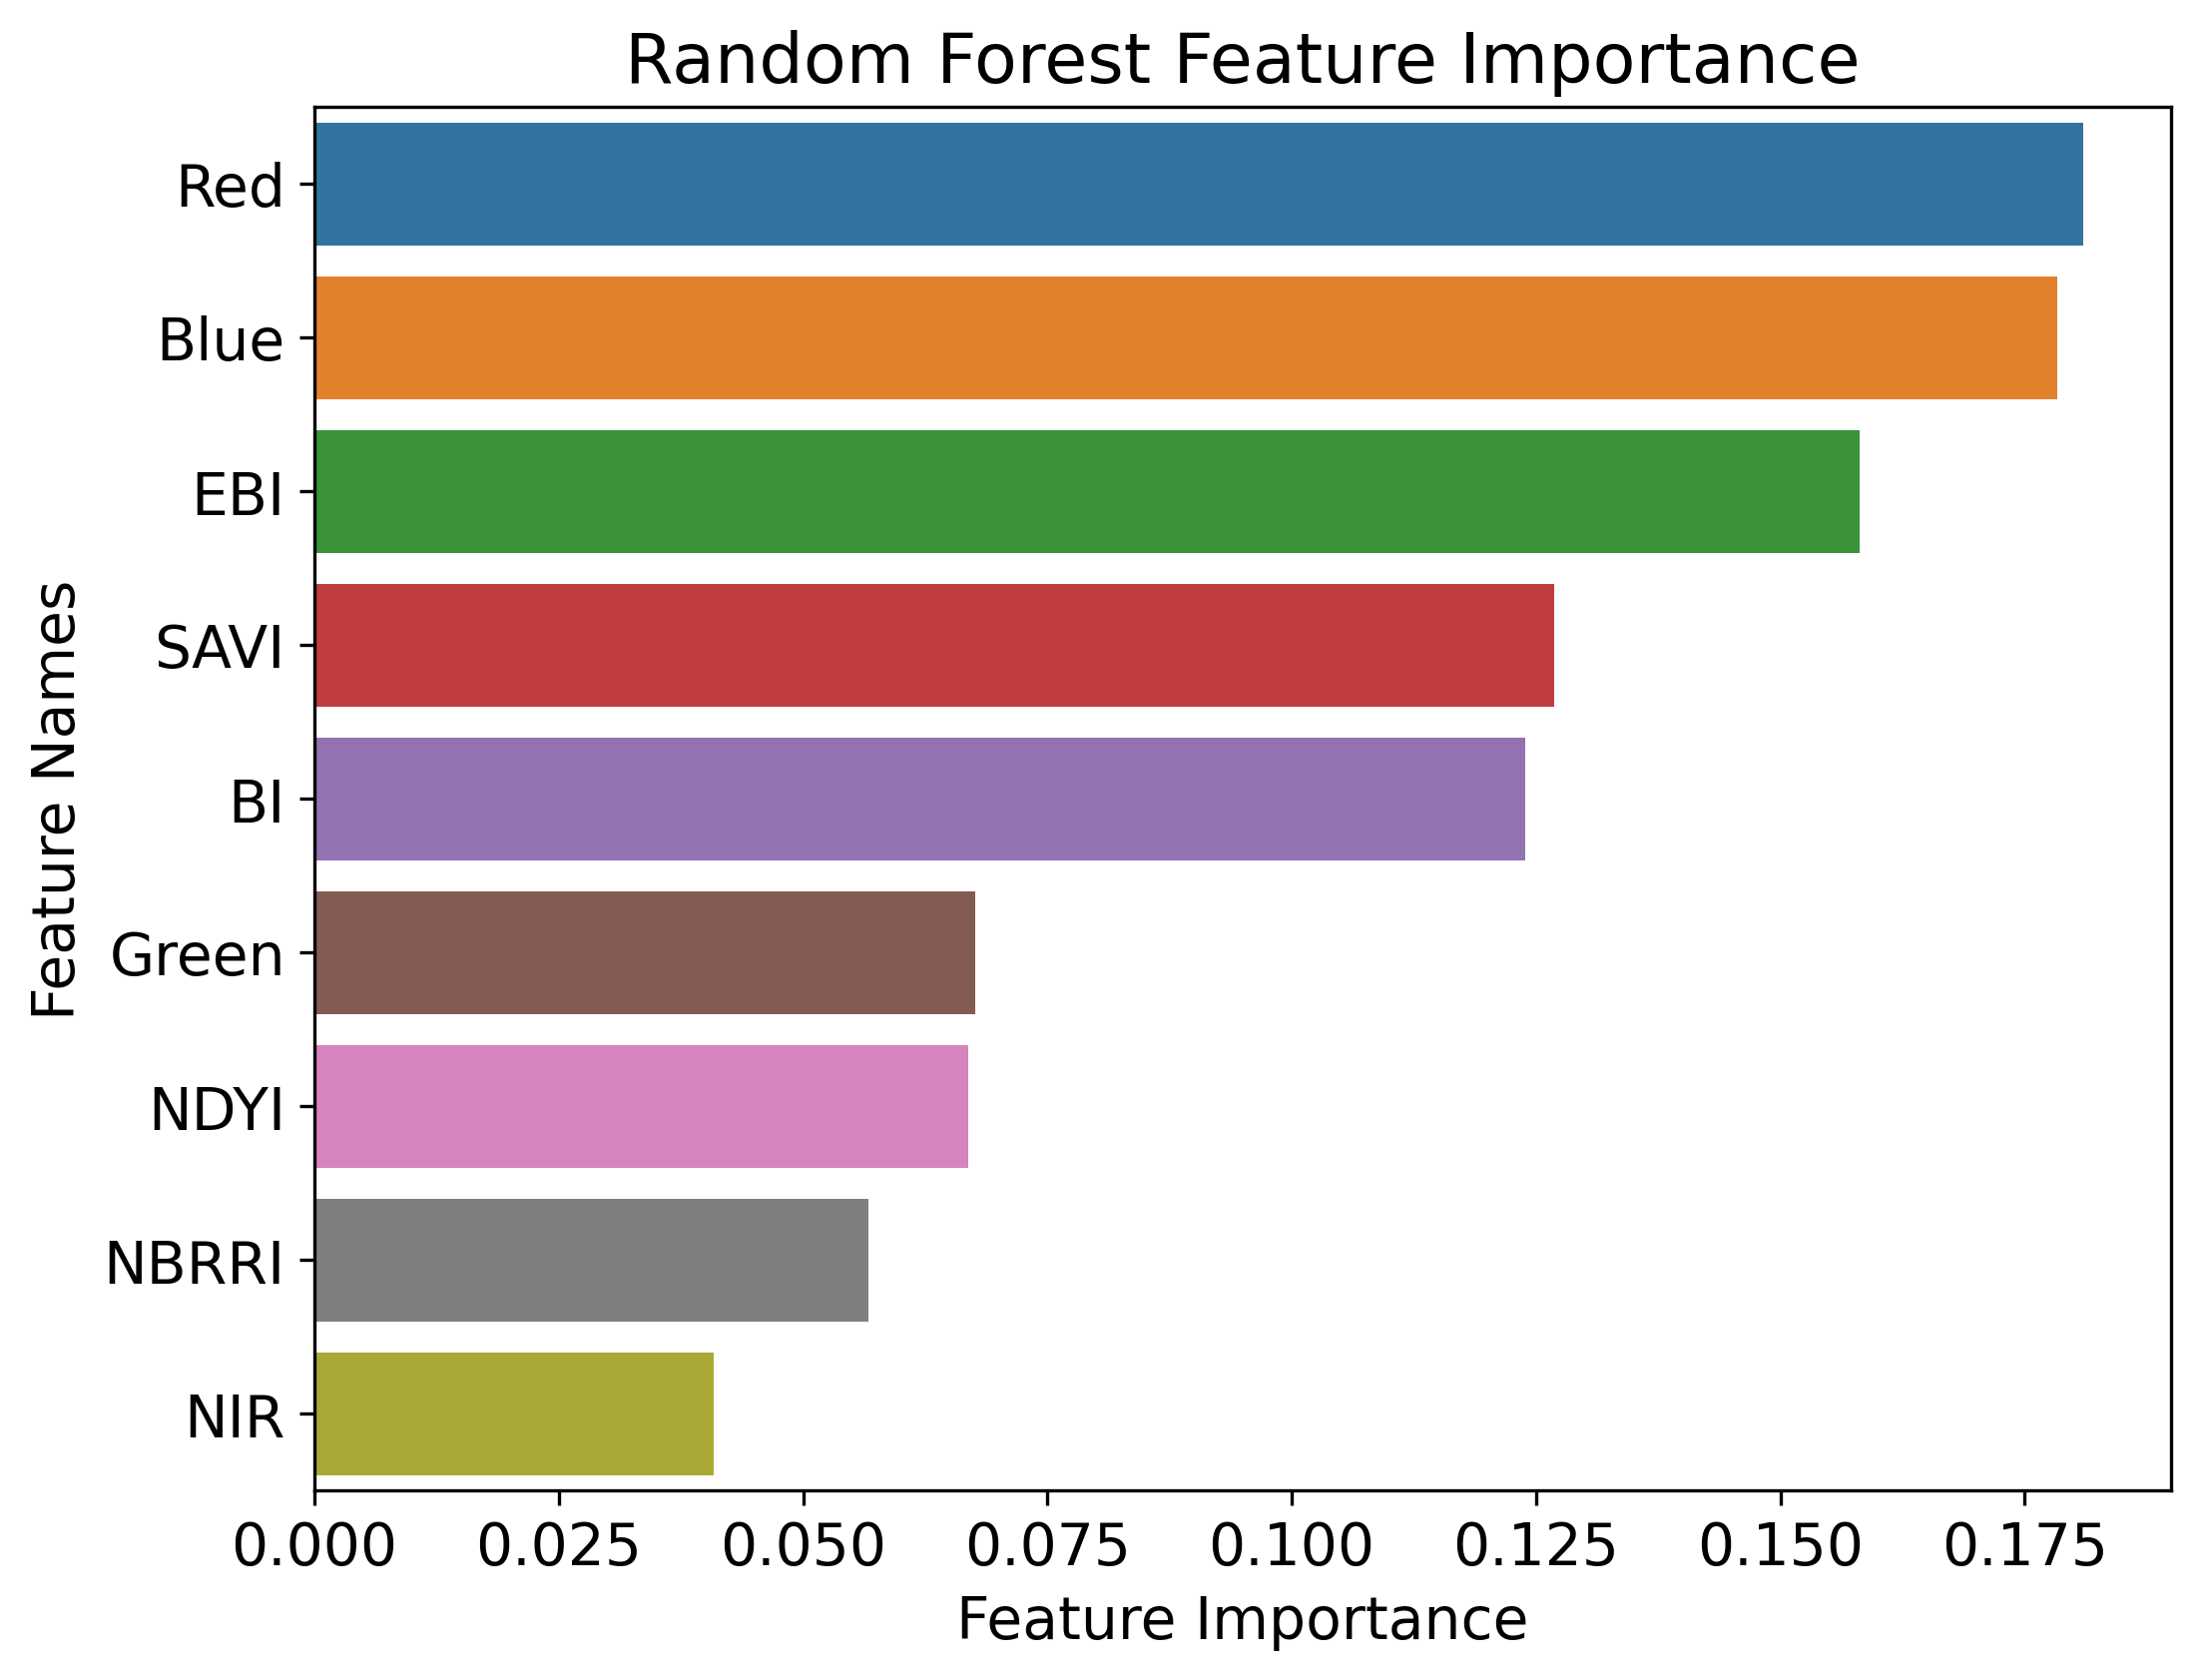 Random Forest Feature Importance
Feature Names
Red
Blue
EBI
SAVI
BI
Green
NDYI
NBRRI
NIR
0.000 0.025 0.050 0.075 0.100 0.125 0.150 0.175
Feature Importance